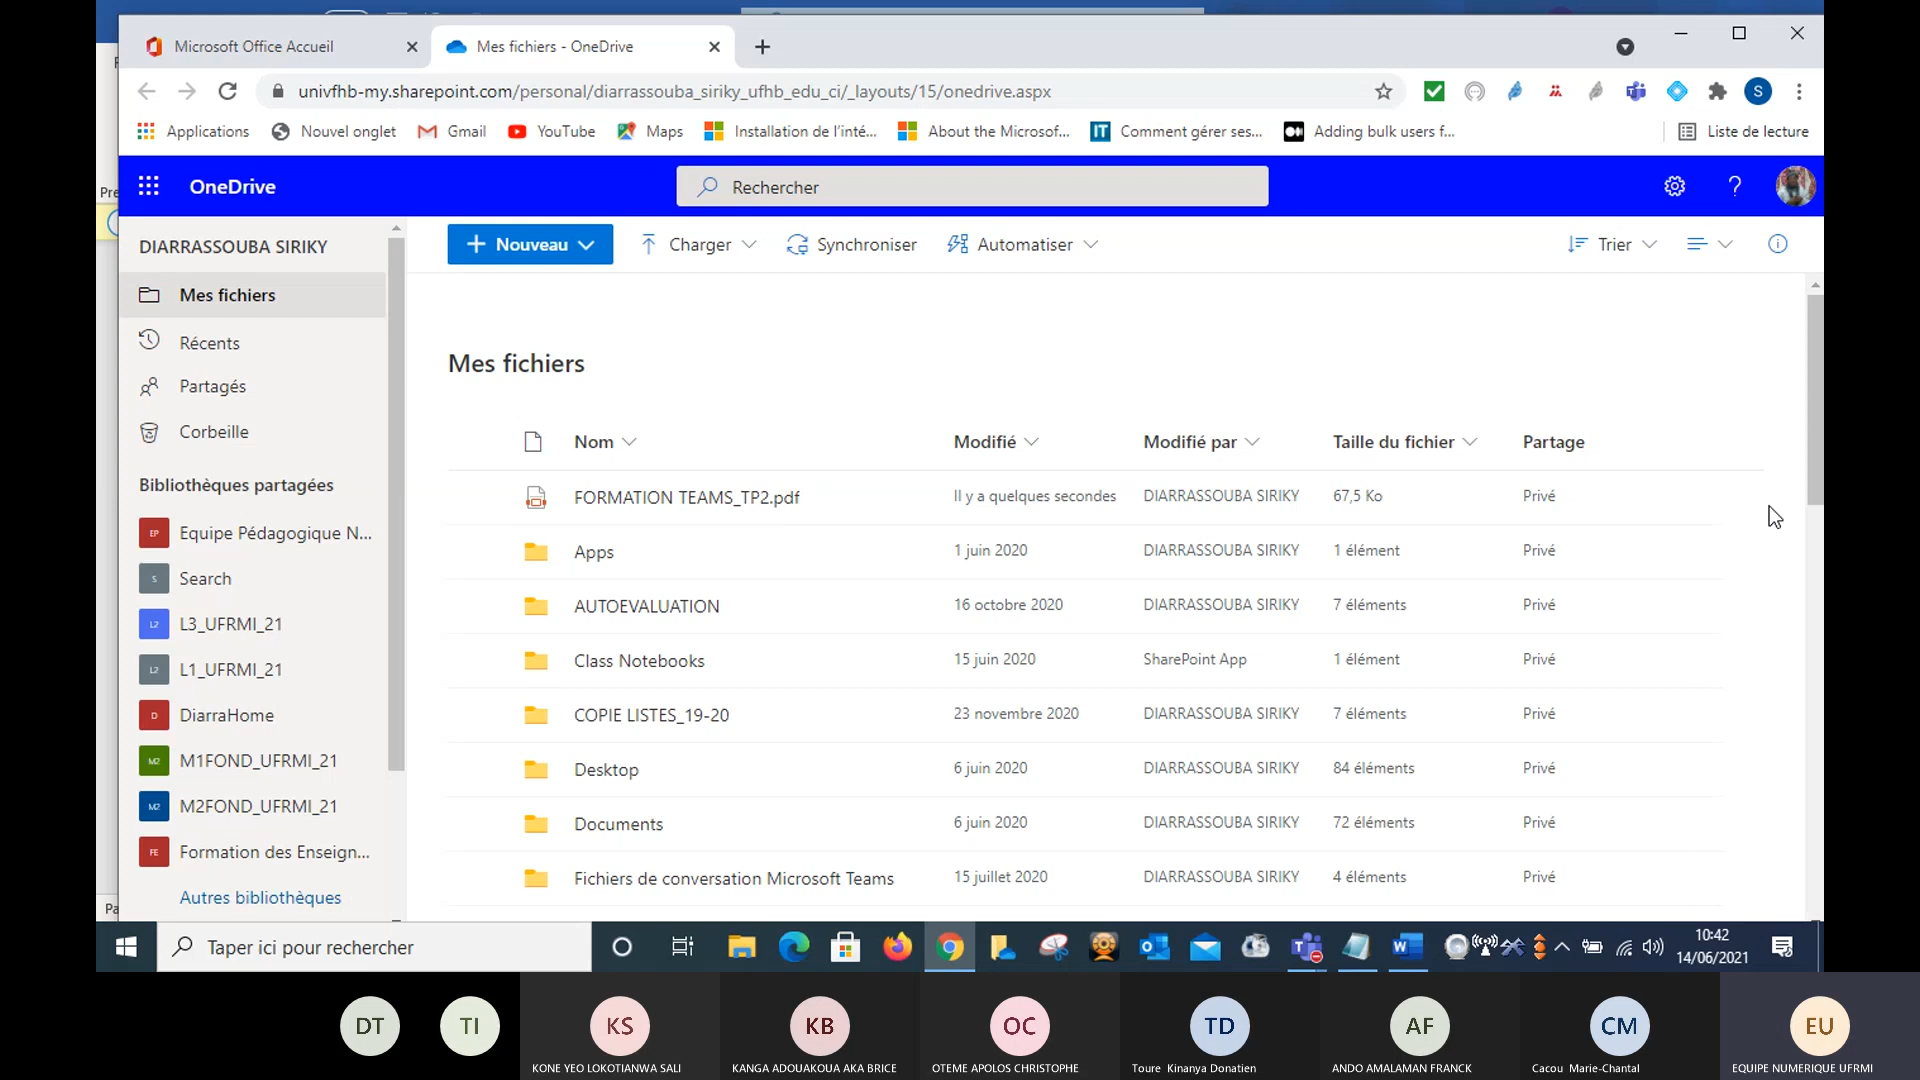 Microsoft Office Accueil
Mes fichiers - OneDrive
univfhb-my.sharepoint.com/personal/diarrassouba_siriky_ufhb_edu_ci/_layouts/15/onedrive.aspx
S
Applications
Nouvel onglet
Gmail
YouTube
Maps
Installation de l'inté...
About the Microsof...
IT
Comment gérer ses...
Adding bulk users f...
Liste de lecture
Pre
OneDrive
Rechercher
DIARRASSOUBA SIRIKY
Nouveau
Charger
Synchroniser
Automatiser
Trier
Mes fichiers
Récents
Partagés
Corbeille
Bibliothèques partagées
EP Equipe Pédagogique N...
S Search
L2 L3_UFRMI_21
L2 L1_UFRMI_21
D DiarraHome
M2 M1FOND_UFRMI_21
M2 M2FOND_UFRMI_21
FE Formation des Enseign...
Autres bibliothèques
Mes fichiers
Nom Modifié Modifié par Taille du fichier Partage
FORMATION TEAMS_TP2.pdf Il y a quelques secondes DIARRASSOUBA SIRIKY 67,5 Ko Privé
Apps 1 juin 2020 DIARRASSOUBA SIRIKY 1 élément Privé
AUTOEVALUATION 16 octobre 2020 DIARRASSOUBA SIRIKY 7 éléments Privé
Class Notebooks 15 juin 2020 SharePoint App 1 élément Privé
COPIE LISTES_19-20 23 novembre 2020 DIARRASSOUBA SIRIKY 7 éléments Privé
Desktop 6 juin 2020 DIARRASSOUBA SIRIKY 84 éléments Privé
Documents 6 juin 2020 DIARRASSOUBA SIRIKY 72 éléments Privé
Fichiers de conversation Microsoft Teams 15 juillet 2020 DIARRASSOUBA SIRIKY 4 éléments Privé
Pa
Taper ici pour rechercher
10:42
14/06/2021
DT
TI
KS
KB
OC
TD
AF
CM
EU
KONE YEO LOKOTIANWA SALI
KANGA ADOUAKOUA AKA BRICE
OTEME APOLOS CHRISTOPHE
Toure Kinanya Donatien
ANDO AMALAMAN FRANCK
Cacou Marie-Chantal
EQUIPE NUMERIQUE UFRMI